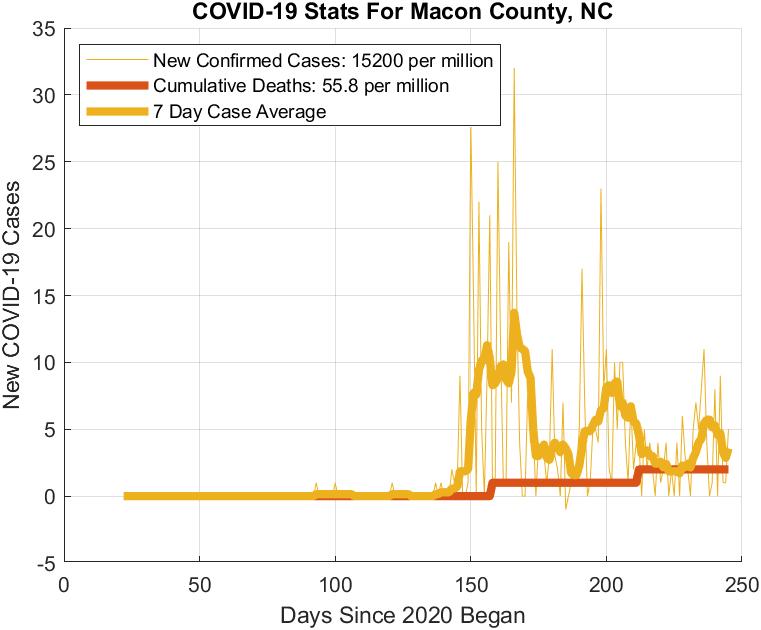 COVID-19 Stats For Macon County, NC
New Confirmed Cases: 15200 per million
Cumulative Deaths: 55.8 per million
7 Day Case Average
35
30
25
20
15
10
5
0
-5
New COVID-19 Cases
0 50 100 150 200 250
Days Since 2020 Began